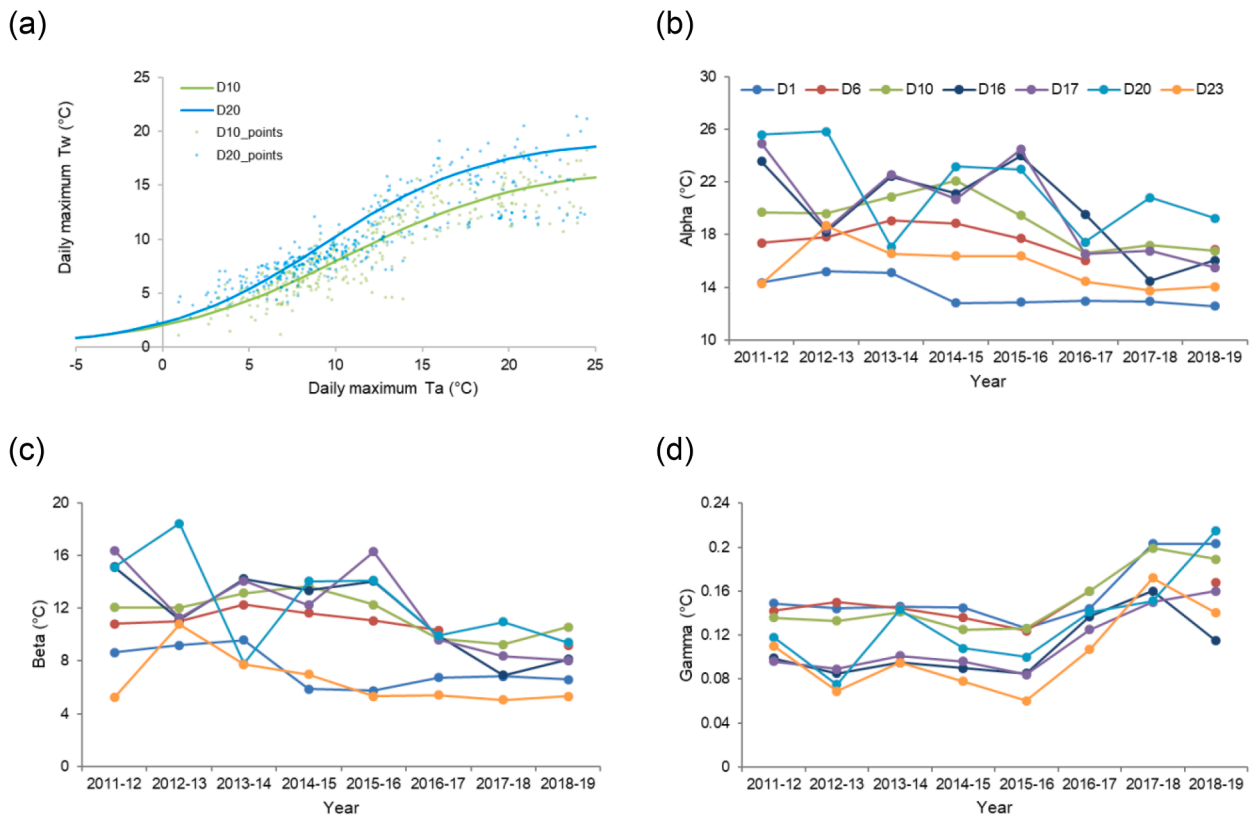 (a)
(b)
Daily maximum Tw (°C)
25
20
15
10
5
0
D10
D20
D10_points
D20_points
-5 0 5 10 15 20 25
Daily maximum Ta (°C)
Alpha (°C)
30
26
22
18
14
10
D1 D6 D10 D16 D17 D20 D23
2011-12 2012-13 2013-14 2014-15 2015-16 2016-17 2017-18 2018-19
Year
(c)
(d)
Beta (°C)
20
16
12
8
4
0
2011-12 2012-13 2013-14 2014-15 2015-16 2016-17 2017-18 2018-19
Year
Gamma (°C)
0.24
0.2
0.16
0.12
0.08
0.04
0
2011-12 2012-13 2013-14 2014-15 2015-16 2016-17 2017-18 2018-19
Year